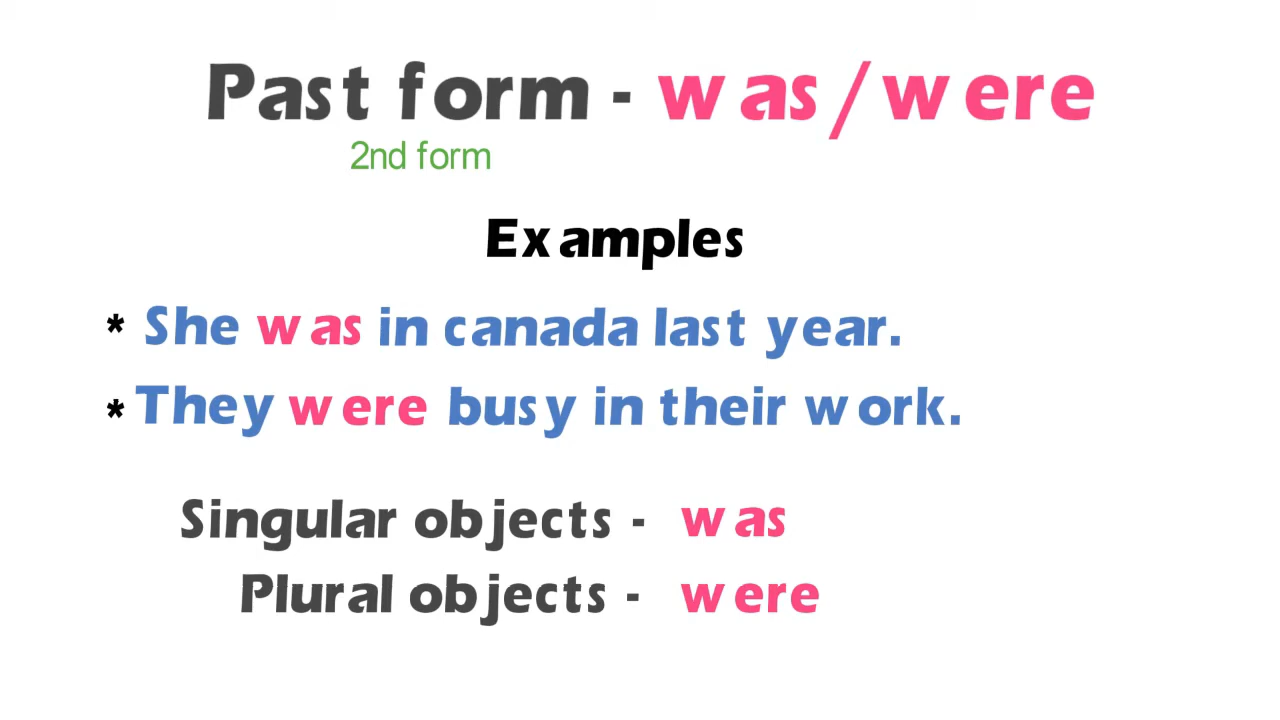 Past form - was/were
2nd form
Examples
* She was in canada last year.
* They were busy in their work.
Singular objects - was
Plural objects - were